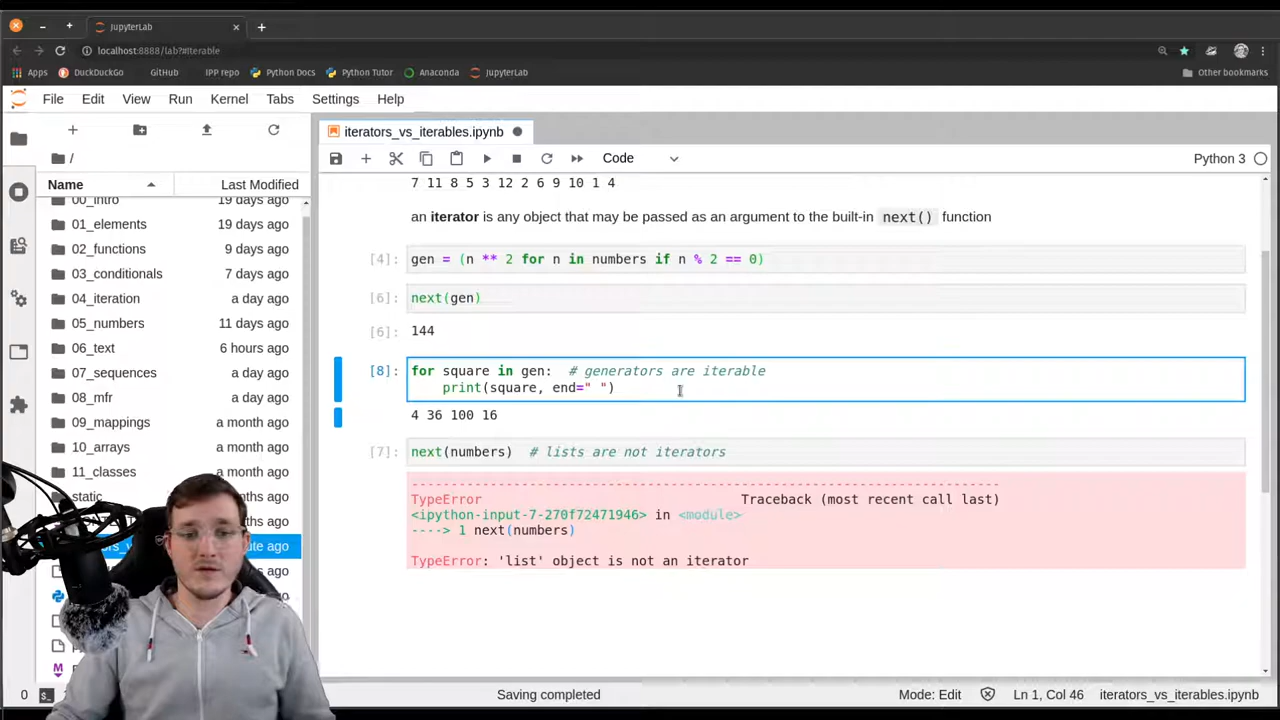 JupyterLab
localhost:8888/lab?#Iterable
Apps DuckDuckGo GitHub IPP repo Python Docs Python Tutor Anaconda JupyterLab Other bookmarks
File Edit View Run Kernel Tabs Settings Help
iterators_vs_iterables.ipynb
/
Code
Python 3
Name Last Modified
00_intro 19 days ago
01_elements 19 days ago
02_functions 9 days ago
03_conditionals 7 days ago
04_iteration a day ago
05_numbers 11 days ago
06_text 6 hours ago
07_sequences a day ago
08_mfr a day ago
09_mappings a month ago
10_arrays a month ago
11_classes a month ago
static
ago
7 11 8 5 3 12 2 6 9 10 1 4
an iterator is any object that may be passed as an argument to the built-in next() function
[4]: gen = (n ** 2 for n in numbers if n % 2 == 0)
[6]: next(gen)
[6]: 144
[8]: for square in gen:  # generators are iterable
print(square, end=" ")
4 36 100 16
[7]: next(numbers)  # lists are not iterators
---------------------------------------------------------------------------
TypeError Traceback (most recent call last)
<ipython-input-7-270f72471946> in <module>
----> 1 next(numbers)
TypeError: 'list' object is not an iterator
0 Saving completed Mode: Edit Ln 1, Col 46 iterators_vs_iterables.ipynb